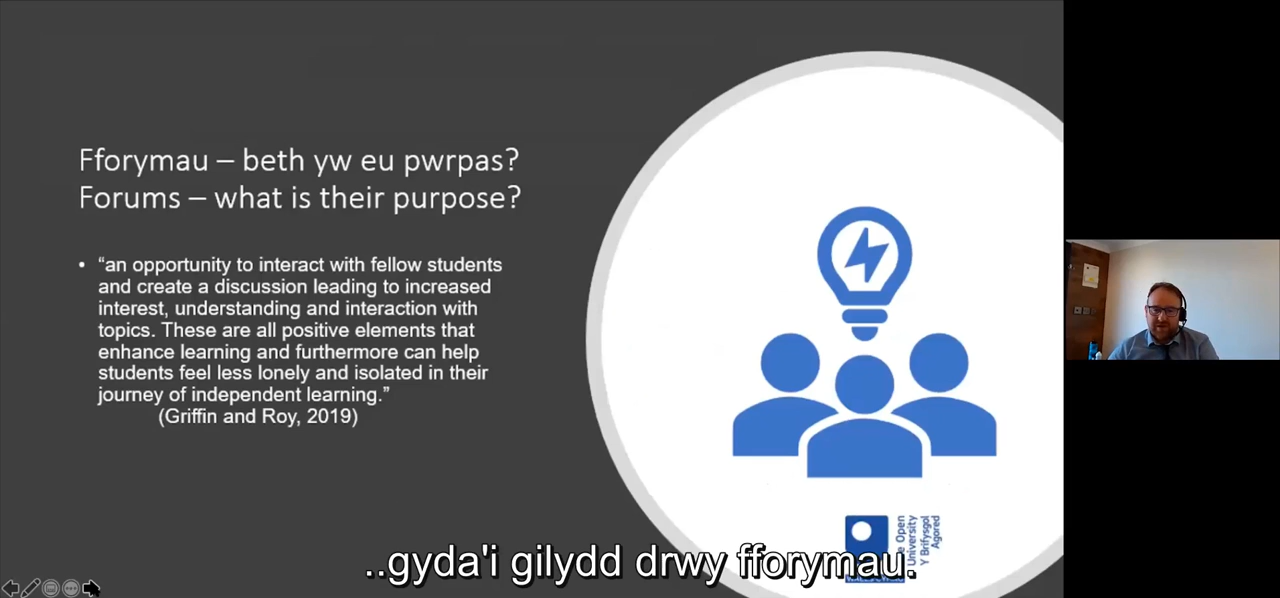 Fforymau – beth yw eu pwrpas?
Forums – what is their purpose?
• “an opportunity to interact with fellow students
and create a discussion leading to increased
interest, understanding and interaction with
topics. These are all positive elements that
enhance learning and furthermore can help
students feel less lonely and isolated in their
journey of independent learning.”
(Griffin and Roy, 2019)
Open
University
Y Brifysgol
Agored
..gyda'i gilydd drwy fforymau.